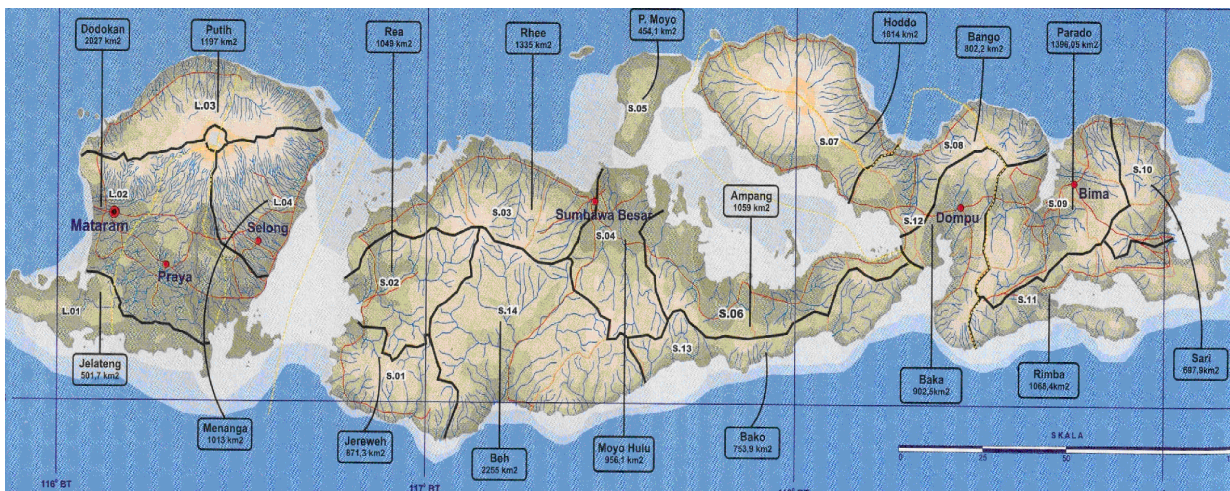 Dodokan
2027 km2
Putih
1197 km2
Rea
1049 km2
Rhee
1335 km2
P. Moyo
454,1 km2
Hoddo
1014 km2
Bango
802,2 km2
Parado
1396,05 km2
L.03
S.05
S.07
S.08
S.10
L.02
L.04
Mataram
Selong
Praya
S.03
Sumbawa Besar
S.04
Ampang
1059 km2
S.12
Dompu
S.09
Bima
S.02
L.01
S.14
S.06
S.11
S.13
S.01
Jelateng
501,7 km2
Menanga
1013 km2
Jereweh
871,3 km2
Beh
2255 km2
Moyo Hulu
956,1 km2
Bako
753,9 km2
Baka
902,5km2
Rimba
1068,4km2
Sari
697,9km2
SKALA
0
25
50
116° BT
117° BT